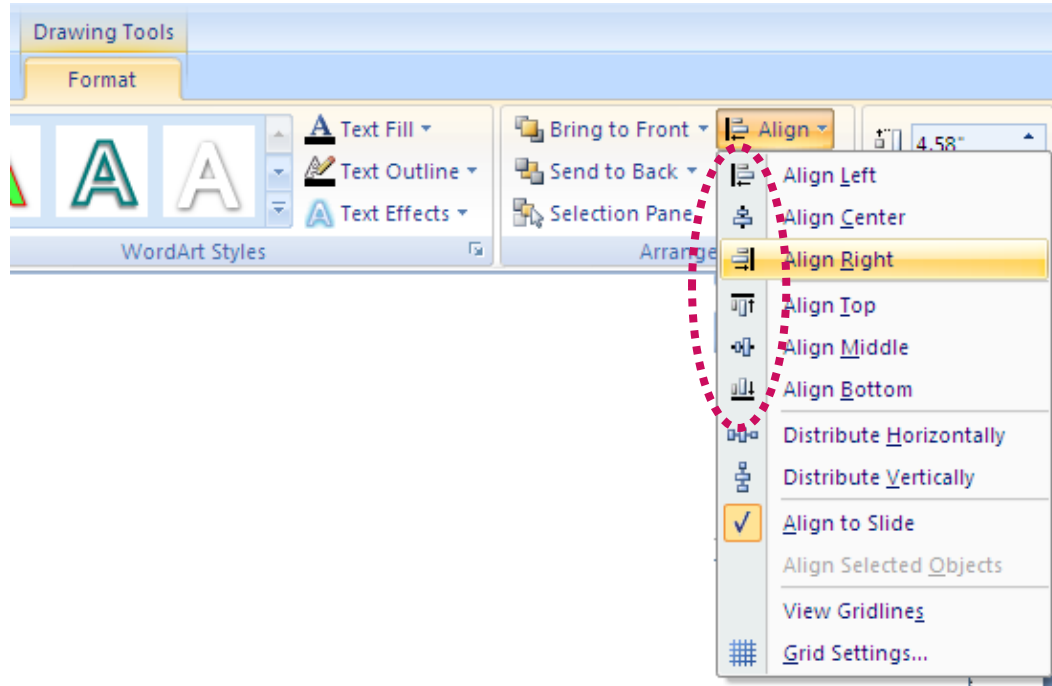 Drawing Tools
Format
Text Fill
Text Outline
Text Effects
WordArt Styles
Bring to Front
Send to Back
Selection Pane
Arrange
Align
4.58"
Align Left
Align Center
Align Right
Align Top
Align Middle
Align Bottom
Distribute Horizontally
Distribute Vertically
Align to Slide
Align Selected Objects
View Gridlines
Grid Settings...